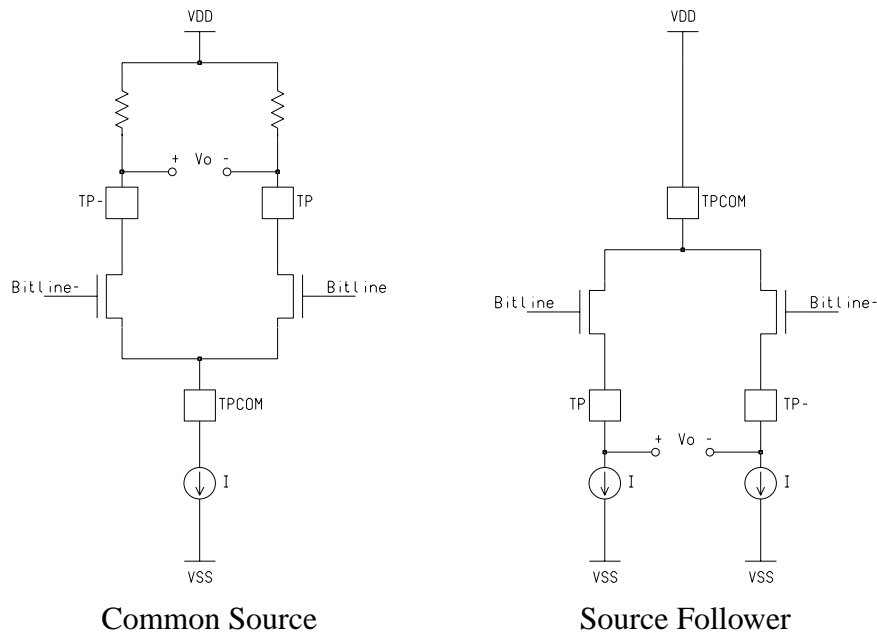 VDD
+ Vo -
TP-
TP
Bitline-
Bitline
TPCOM
I
VSS
Common Source
VDD
TPCOM
Bitline
Bitline-
TP
TP-
+ Vo -
I
I
VSS
VSS
Source Follower